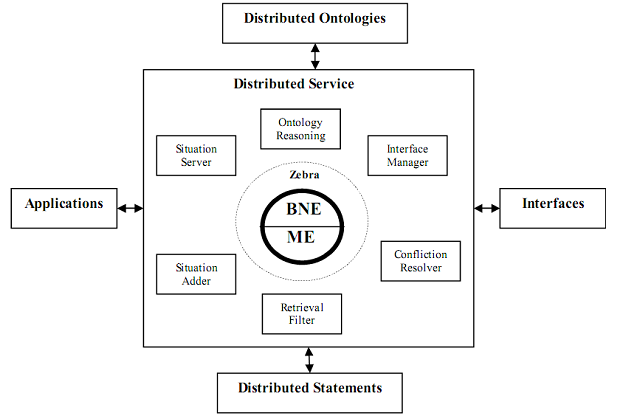 Distributed Ontologies
Distributed Service
Ontology
Reasoning
Situation
Server
Interface
Manager
Zebra
BNE
ME
Applications
Interfaces
Situation
Adder
Confliction
Resolver
Retrieval
Filter
Distributed Statements